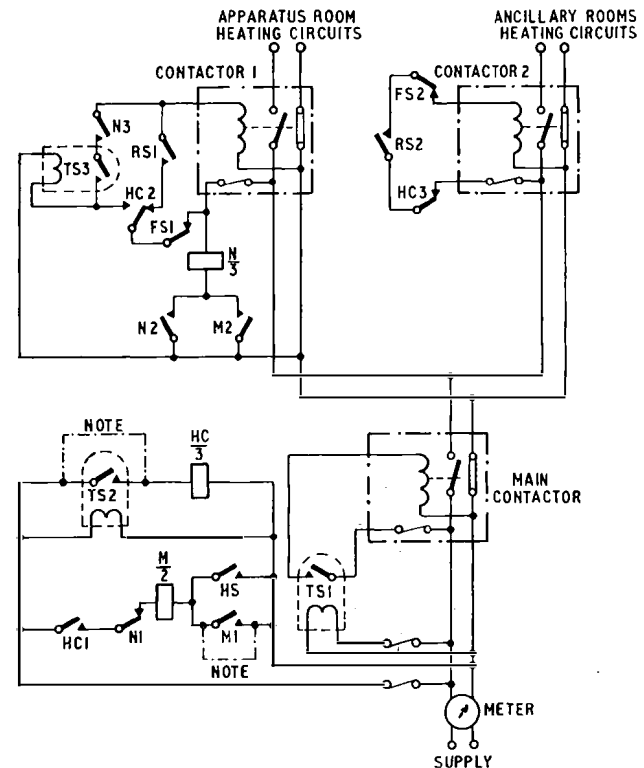 APPARATUS ROOM
HEATING CIRCUITS
ANCILLARY ROOMS
HEATING CIRCUITS
CONTACTOR 1
CONTACTOR 2
FS2
N3
RS1
RS2
TS3
HC2
HC3
FS1
N
3
N2
M2
NOTE
HC
3
TS2
MAIN
CONTACTOR
M
2
HS
TS1
HC1
N1
M1
NOTE
METER
SUPPLY